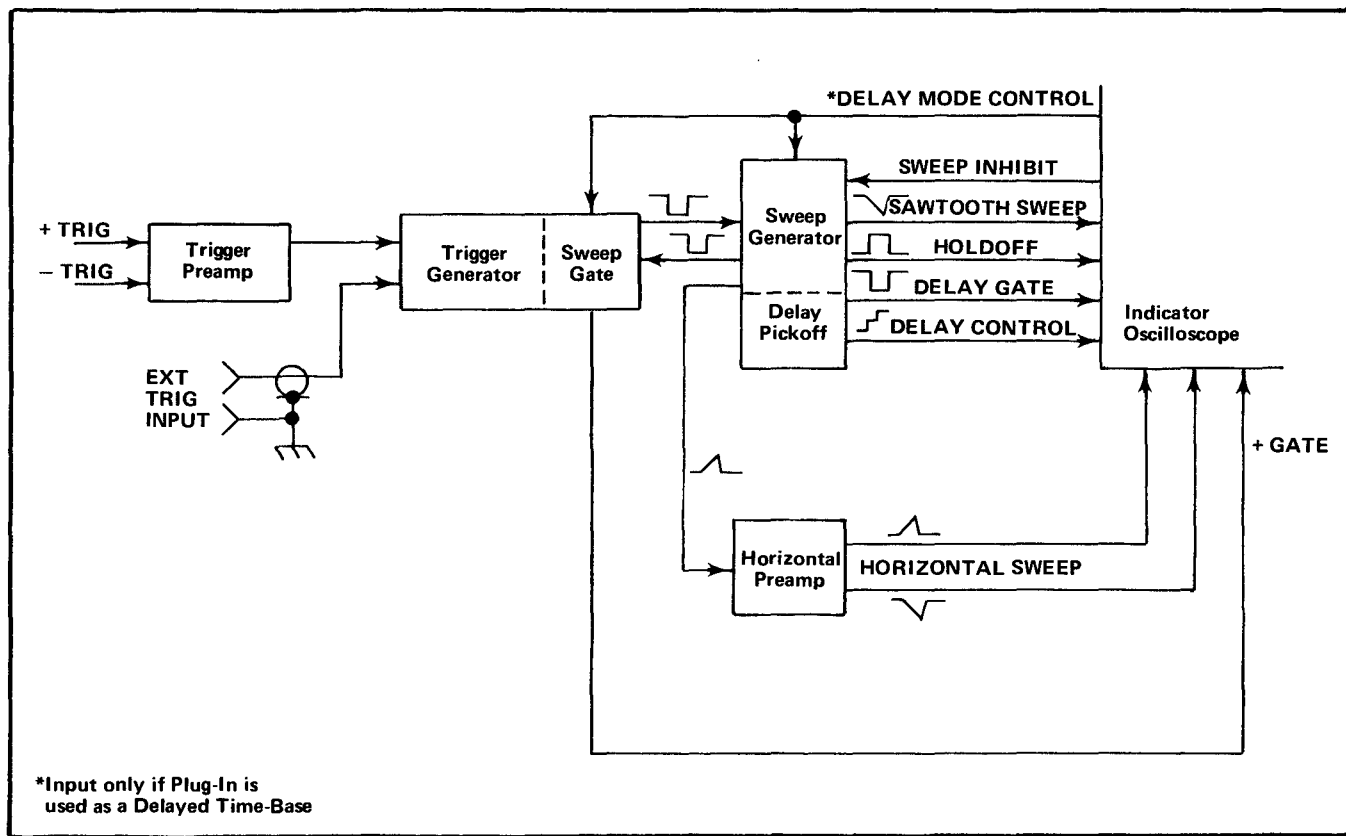 *DELAY MODE CONTROL
SWEEP INHIBIT
+ TRIG
- TRIG
Trigger
Preamp
Trigger
Generator
Sweep
Gate
Sweep
Generator
Delay
Pickoff
SAWTOOTH SWEEP
HOLDOFF
DELAY GATE
DELAY CONTROL
Indicator
Oscilloscope
EXT
TRIG
INPUT
+ GATE
Horizontal
Preamp
HORIZONTAL SWEEP
*Input only if Plug-In is
used as a Delayed Time-Base